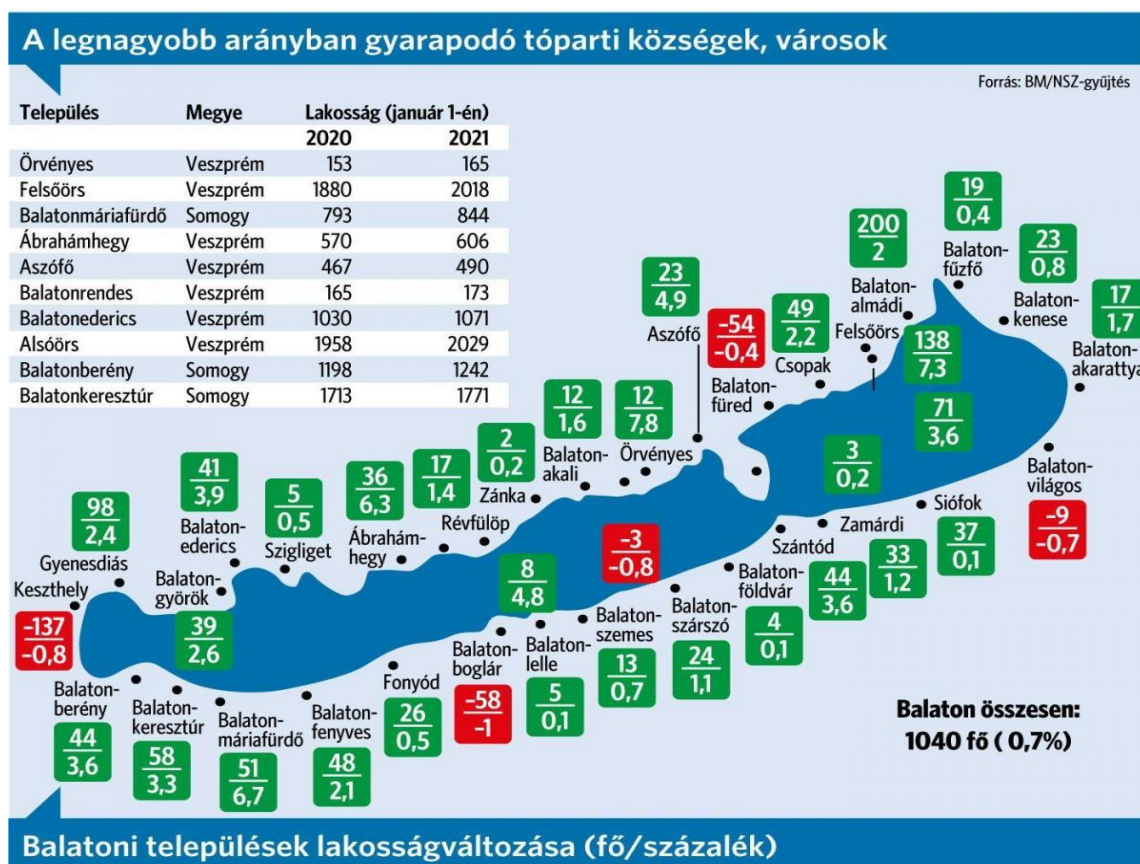 A legnagyobb arányban gyarapodó tóparti községek, városok
Forrás: BM/NSZ-gyűjtés
Település Megye Lakosság (január 1-én)
2020 2021
Örvényes Veszprém 153 165
Felsőörs Veszprém 1880 2018
Balatonmáriafürdő Somogy 793 844
Ábrahámhegy Veszprém 570 606
Aszófő Veszprém 467 490
Balatonrendes Veszprém 165 173
Balatonederics Veszprém 1030 1071
Alsóörs Veszprém 1958 2029
Balatonberény Somogy 1198 1242
Balatonkeresztúr Somogy 1713 1771
–137
–0,8
Keszthely
98
2,4
Gyenesdiás
Balaton-
györök
39
2,6
41
3,9
Balaton-
ederics
5
0,5
Szigliget
36
6,3
Ábrahám-
hegy
17
1,4
Révfülöp
2
0,2
Zánka
12
1,6
Balaton-
akali
12
7,8
Örvényes
23
4,9
Aszófő
–54
–0,4
Balaton-
füred
49
2,2
Csopak
Felsőörs
200
2
Balaton-
almádi
138
7,3
71
3,6
19
0,4
Balaton-
fűzfő
23
0,8
Balaton-
kenese
17
1,7
Balaton-
akarattya
3
0,2
–3
–0,8
8
4,8
Balaton-
világos
–9
–0,7
Siófok
37
0,1
Zamárdi
33
1,2
Szántód
44
3,6
Balaton-
földvár
4
0,1
Balaton-
szárszó
24
1,1
Balaton-
szemes
13
0,7
Balaton-
lelle
5
0,1
Balaton-
boglár
–58
–1
Fonyód
26
0,5
Balaton-
fenyves
48
2,1
Balaton-
máriafürdő
51
6,7
Balaton-
keresztúr
58
3,3
Balaton-
berény
44
3,6
Balaton összesen:
1040 fő ( 0,7%)
Balatoni települések lakosságváltozása (fő/százalék)